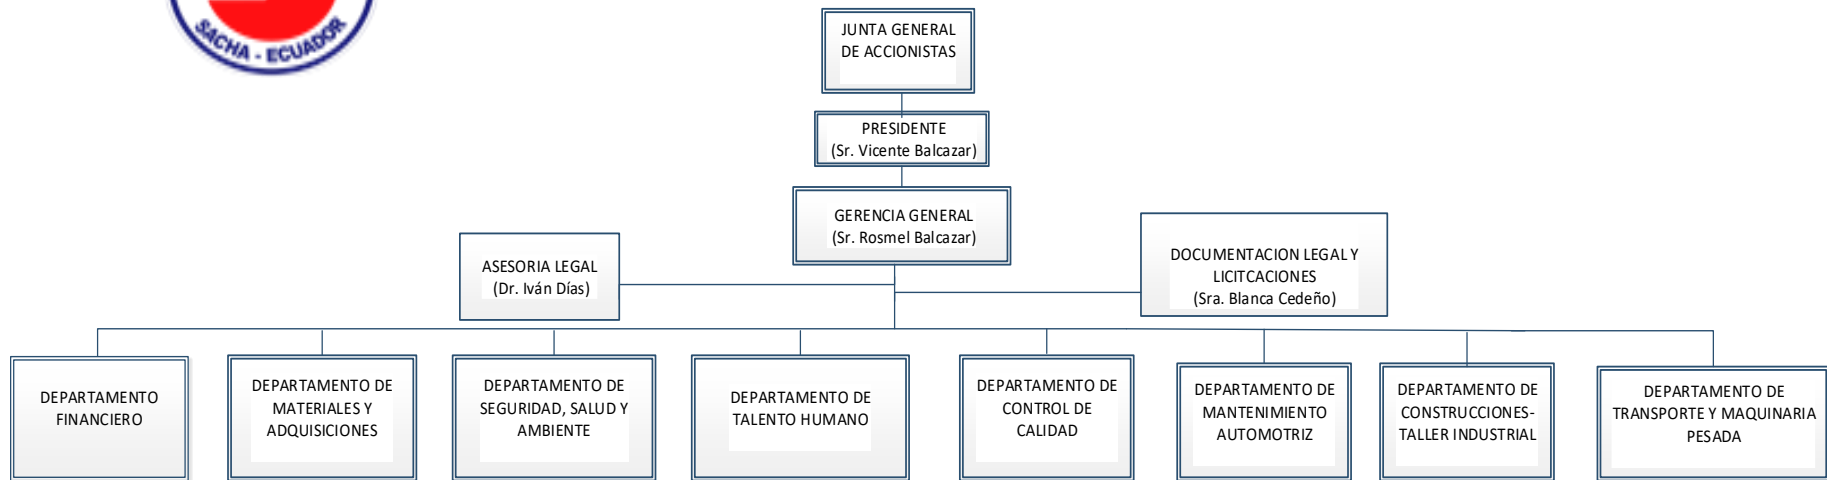 SACHA - ECUADOR
JUNTA GENERAL
DE ACCIONISTAS
PRESIDENTE
(Sr. Vicente Balcazar)
GERENCIA GENERAL
(Sr. Rosmel Balcazar)
ASESORIA LEGAL
(Dr. Iván Días)
DOCUMENTACION LEGAL Y
LICITCACIONES
(Sra. Blanca Cedeño)
DEPARTAMENTO
FINANCIERO
DEPARTAMENTO DE
MATERIALES Y
ADQUISICIONES
DEPARTAMENTO DE
SEGURIDAD, SALUD Y
AMBIENTE
DEPARTAMENTO DE
TALENTO HUMANO
DEPARTAMENTO DE
CONTROL DE
CALIDAD
DEPARTAMENTO DE
MANTENIMIENTO
AUTOMOTRIZ
DEPARTAMENTO DE
CONSTRUCCIONES-
TALLER INDUSTRIAL
DEPARTAMENTO DE
TRANSPORTE Y MAQUINARIA
PESADA